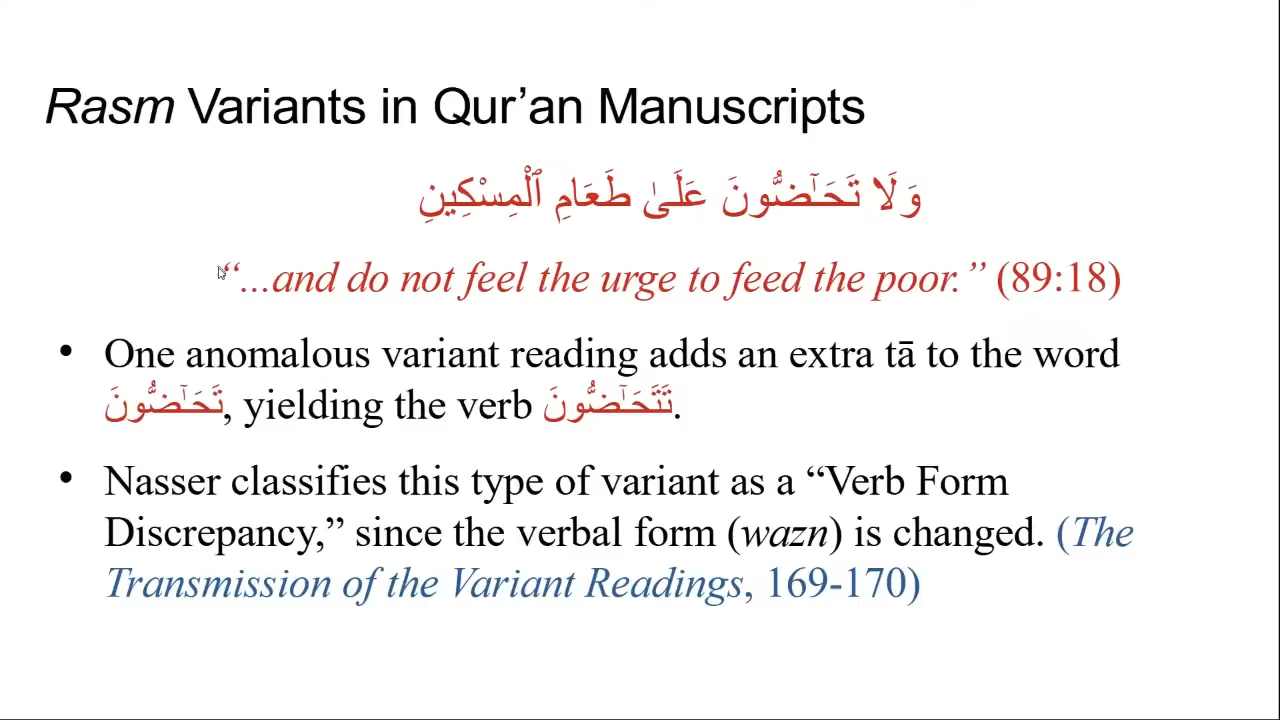 Rasm Variants in Qur’an Manuscripts
وَلَا تَحَـٰٓضُّونَ عَلَىٰ طَعَامِ ٱلْمِسْكِينِ
“...and do not feel the urge to feed the poor.” (89:18)
• One anomalous variant reading adds an extra tā to the word
تَحَـٰٓضُّونَ, yielding the verb تَتَحَـٰٓضُّونَ.
• Nasser classifies this type of variant as a “Verb Form
Discrepancy,” since the verbal form (wazn) is changed. (The
Transmission of the Variant Readings, 169-170)